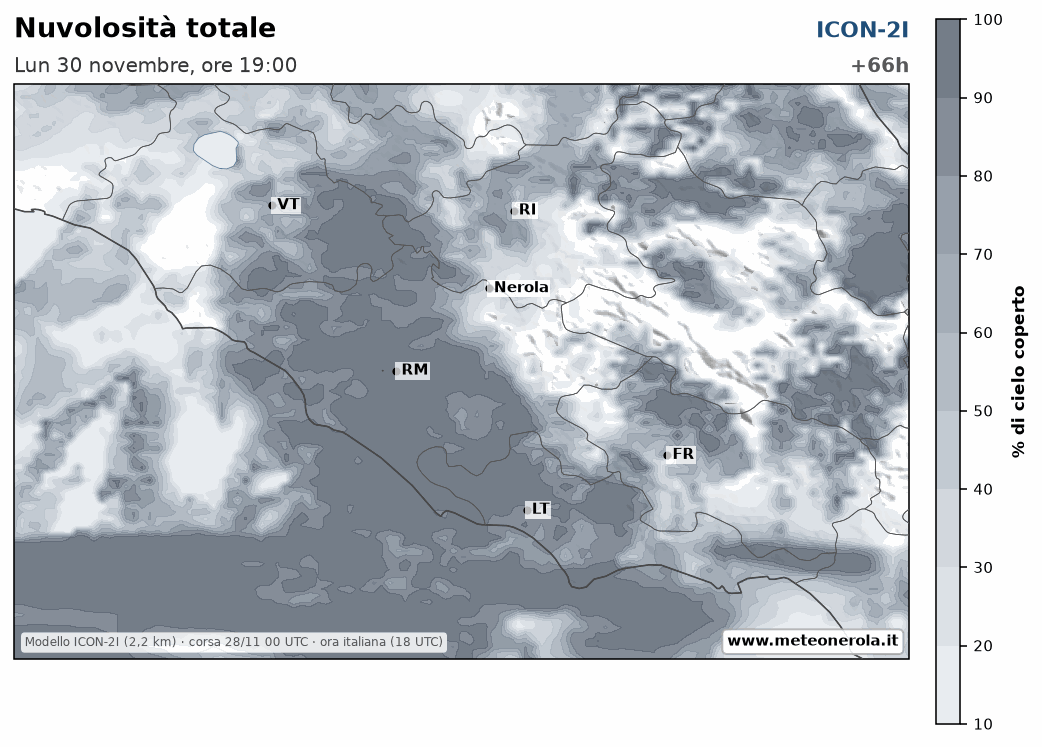 Nuvolosità totale
ICON-2I
Lun 30 novembre, ore 19:00
+66h
VT
RI
Nerola
RM
FR
LT
Modello ICON-2I (2,2 km) · corsa 28/11 00 UTC · ora italiana (18 UTC)
www.meteonerola.it
100
90
80
70
60
50
40
30
20
10
% di cielo coperto